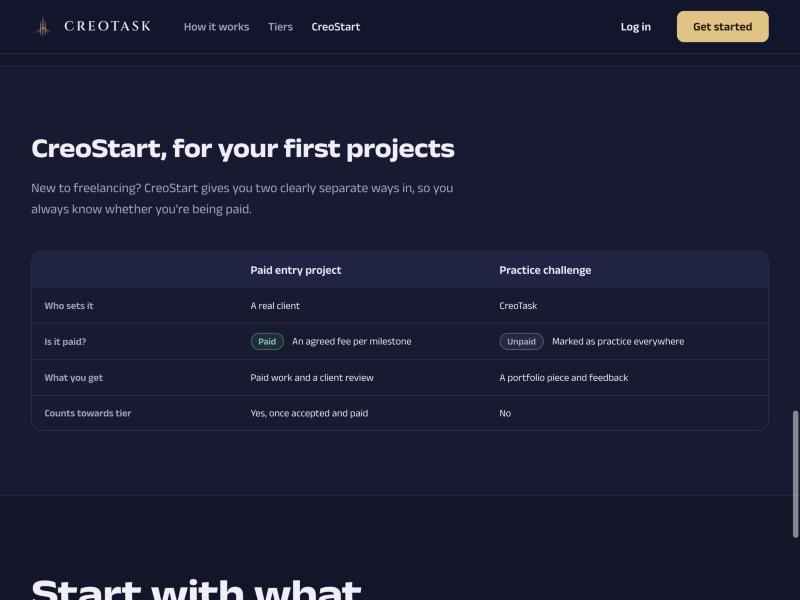 CREOTASK
How it works
Tiers
CreoStart
Log in
Get started
CreoStart, for your first projects
New to freelancing? CreoStart gives you two clearly separate ways in, so you
always know whether you're being paid.
Paid entry project
Practice challenge
Who sets it
A real client
CreoTask
Is it paid?
Paid An agreed fee per milestone
Unpaid Marked as practice everywhere
What you get
Paid work and a client review
A portfolio piece and feedback
Counts towards tier
Yes, once accepted and paid
No
Start with what